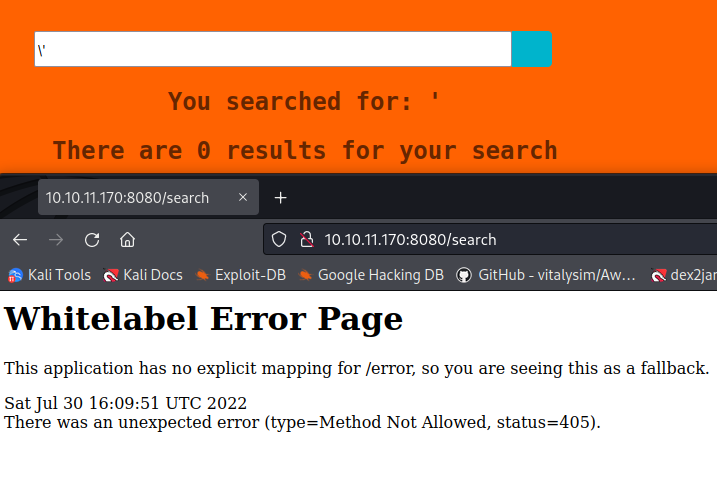 \'
You searched for: '
There are 0 results for your search
10.10.11.170:8080/search
10.10.11.170:8080/search
Kali Tools Kali Docs Exploit-DB Google Hacking DB GitHub - vitalysim/Aw… dex2jar
Whitelabel Error Page
This application has no explicit mapping for /error, so you are seeing this as a fallback.
Sat Jul 30 16:09:51 UTC 2022
There was an unexpected error (type=Method Not Allowed, status=405).